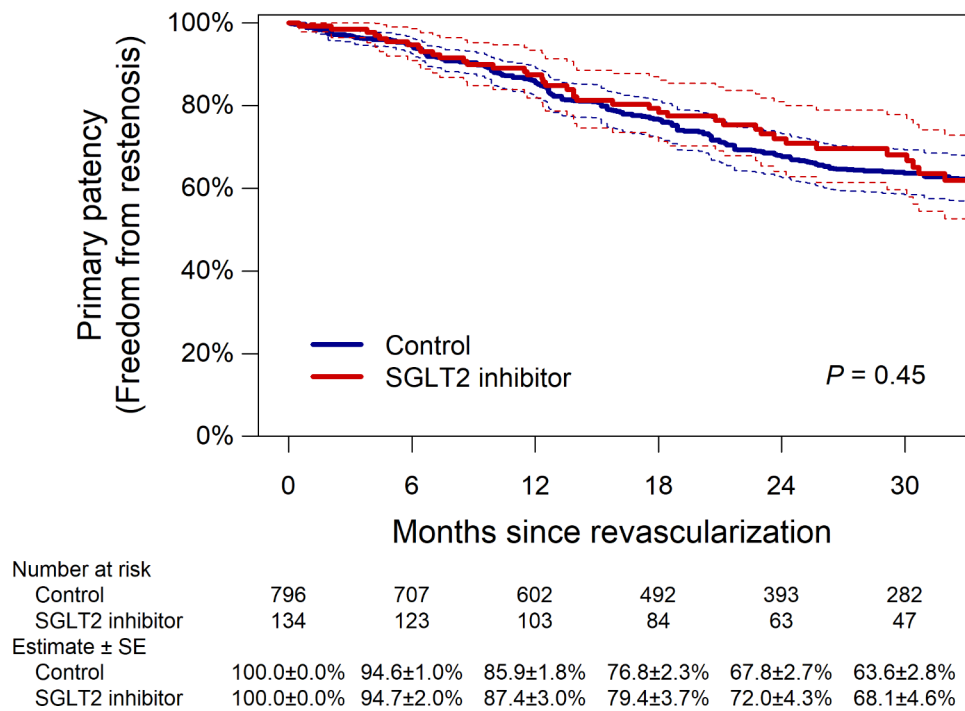 100%
80%
60%
40%
20%
0%
Primary patency
(Freedom from restenosis)
Control
SGLT2 inhibitor
P = 0.45
0 6 12 18 24 30
Months since revascularization
Number at risk
Control 796 707 602 492 393 282
SGLT2 inhibitor 134 123 103 84 63 47
Estimate ± SE
Control 100.0±0.0% 94.6±1.0% 85.9±1.8% 76.8±2.3% 67.8±2.7% 63.6±2.8%
SGLT2 inhibitor 100.0±0.0% 94.7±2.0% 87.4±3.0% 79.4±3.7% 72.0±4.3% 68.1±4.6%